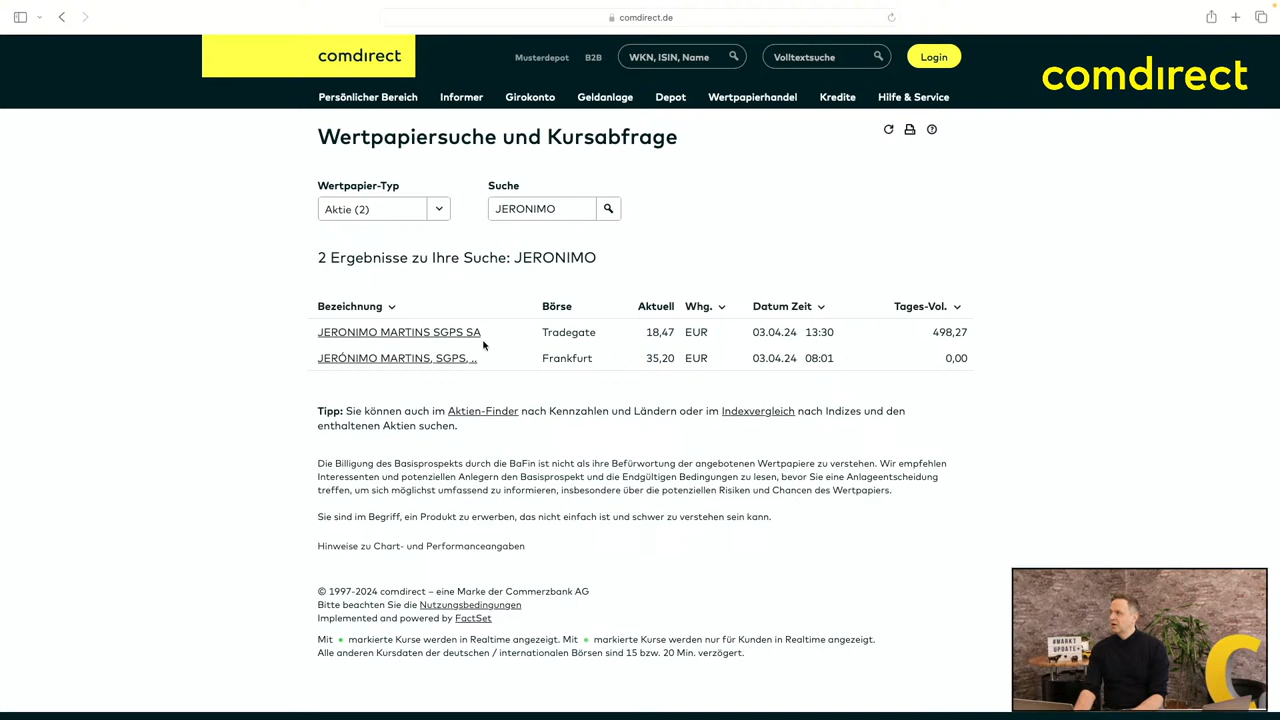 comdirect.de
comdirect
Musterdepot B2B WKN, ISIN, Name Volltextsuche Login
comdirect
Persönlicher Bereich Informer Girokonto Geldanlage Depot Wertpapierhandel Kredite Hilfe & Service
Wertpapiersuche und Kursabfrage
Wertpapier-Typ Suche
Aktie (2) JERONIMO
2 Ergebnisse zu Ihre Suche: JERONIMO
Bezeichnung Börse Aktuell Whg. Datum Zeit Tages-Vol.
JERONIMO MARTINS SGPS SA Tradegate 18,47 EUR 03.04.24 13:30 498,27
JERÓNIMO MARTINS, SGPS, .. Frankfurt 35,20 EUR 03.04.24 08:01 0,00
Tipp: Sie können auch im Aktien-Finder nach Kennzahlen und Ländern oder im Indexvergleich nach Indizes und den
enthaltenen Aktien suchen.
Die Billigung des Basisprospekts durch die BaFin ist nicht als ihre Befürwortung der angebotenen Wertpapiere zu verstehen. Wir empfehlen
Interessenten und potenziellen Anlegern den Basisprospekt und die Endgültigen Bedingungen zu lesen, bevor Sie eine Anlageentscheidung
treffen, um sich möglichst umfassend zu informieren, insbesondere über die potenziellen Risiken und Chancen des Wertpapiers.
Sie sind im Begriff, ein Produkt zu erwerben, das nicht einfach ist und schwer zu verstehen sein kann.
Hinweise zu Chart- und Performanceangaben
© 1997-2024 comdirect – eine Marke der Commerzbank AG
Bitte beachten Sie die Nutzungsbedingungen
Implemented and powered by FactSet
Mit markierte Kurse werden in Realtime angezeigt. Mit markierte Kurse werden nur für Kunden in Realtime angezeigt.
Alle anderen Kursdaten der deutschen / internationalen Börsen sind 15 bzw. 20 Min. verzögert.
#MARKT
UPDATE